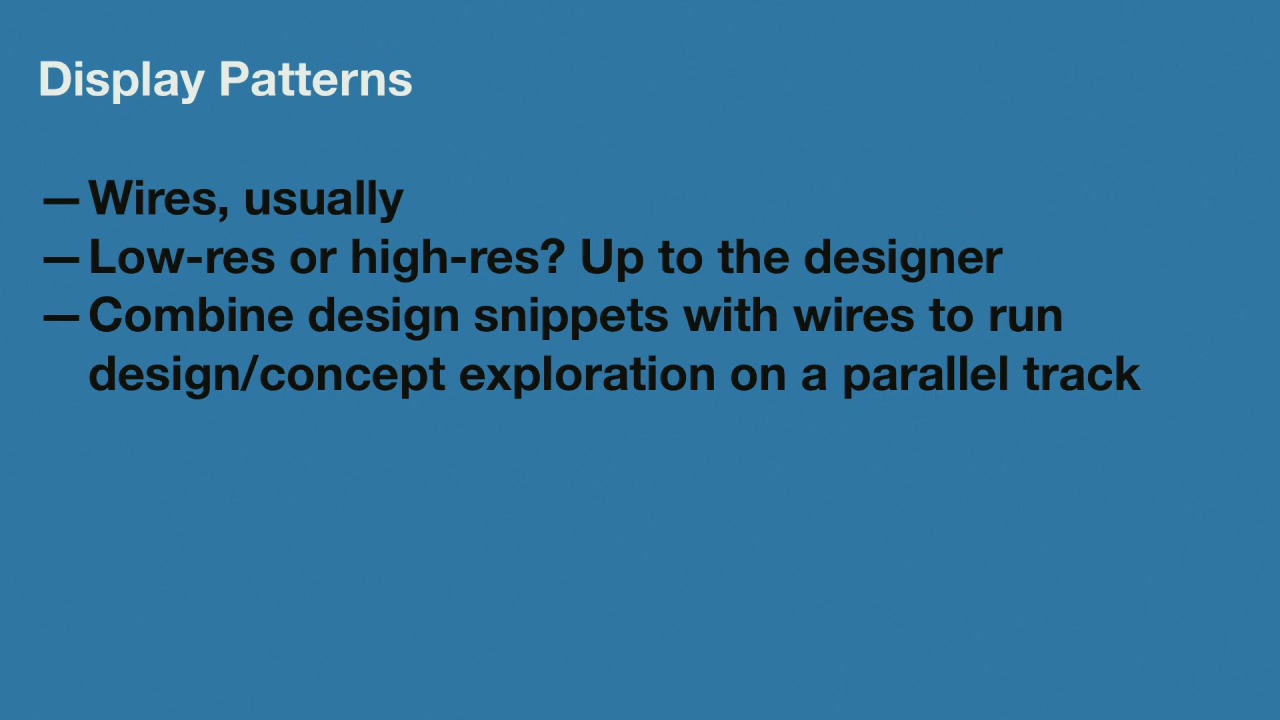 Display Patterns
— Wires, usually
— Low-res or high-res? Up to the designer
— Combine design snippets with wires to run
design/concept exploration on a parallel track